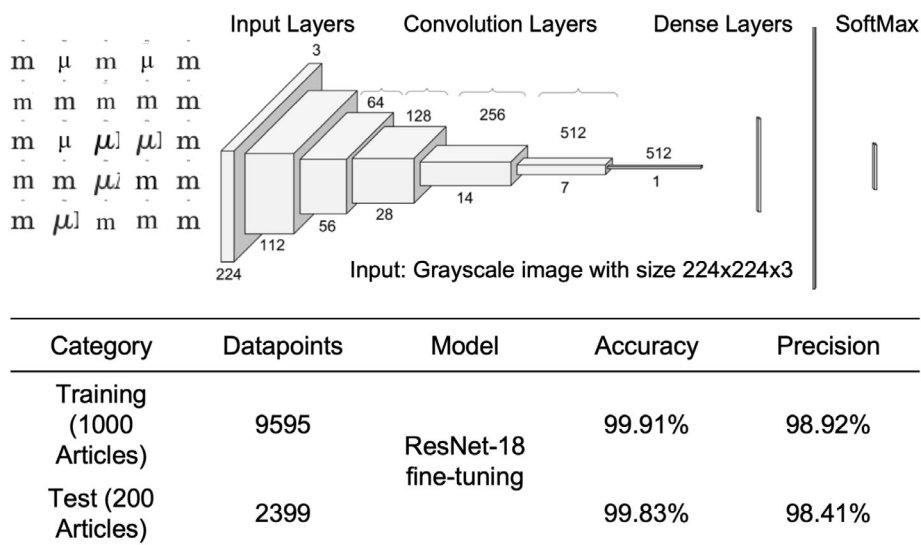 Input Layers Convolution Layers Dense Layers SoftMax
m μ m μ m
m m m m m
m μ μ] μ] m
m m μ] m m
m μ] m m m
3
64
128
256
512
512
1
7
14
28
56
112
224
Input: Grayscale image with size 224x224x3
Category Datapoints Model Accuracy Precision
Training
(1000
Articles)
9595
ResNet-18
fine-tuning
99.91% 98.92%
Test (200
Articles)
2399
99.83% 98.41%